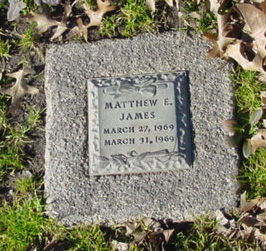 MATTHEW E.
JAMES
MARCH 27, 1969
MARCH 31, 1969